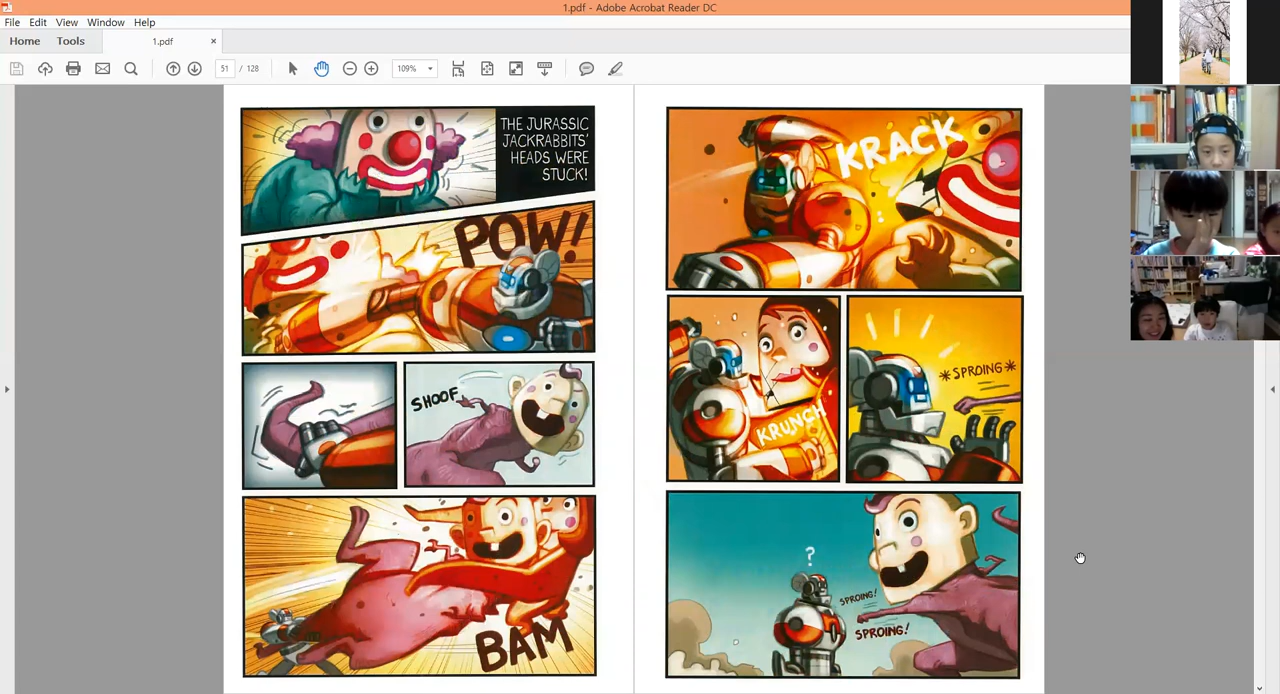 1.pdf - Adobe Acrobat Reader DC
File Edit View Window Help
Home Tools 1.pdf ×
51 / 128 109%
THE JURASSIC
JACKRABBITS'
HEADS WERE
STUCK!
POW!
SHOOF
BAM
KRACK
KRUNCH
*SPROING*
?
SPROING!
SPROING!